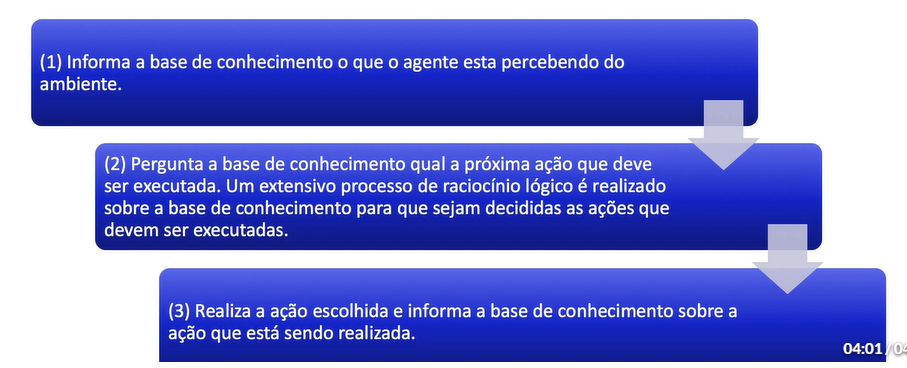 (1) Informa a base de conhecimento o que o agente esta percebendo do
ambiente.
(2) Pergunta a base de conhecimento qual a próxima ação que deve
ser executada. Um extensivo processo de raciocínio lógico é realizado
sobre a base de conhecimento para que sejam decididas as ações que
devem ser executadas.
(3) Realiza a ação escolhida e informa a base de conhecimento sobre a
ação que está sendo realizada.
04:01 / 04